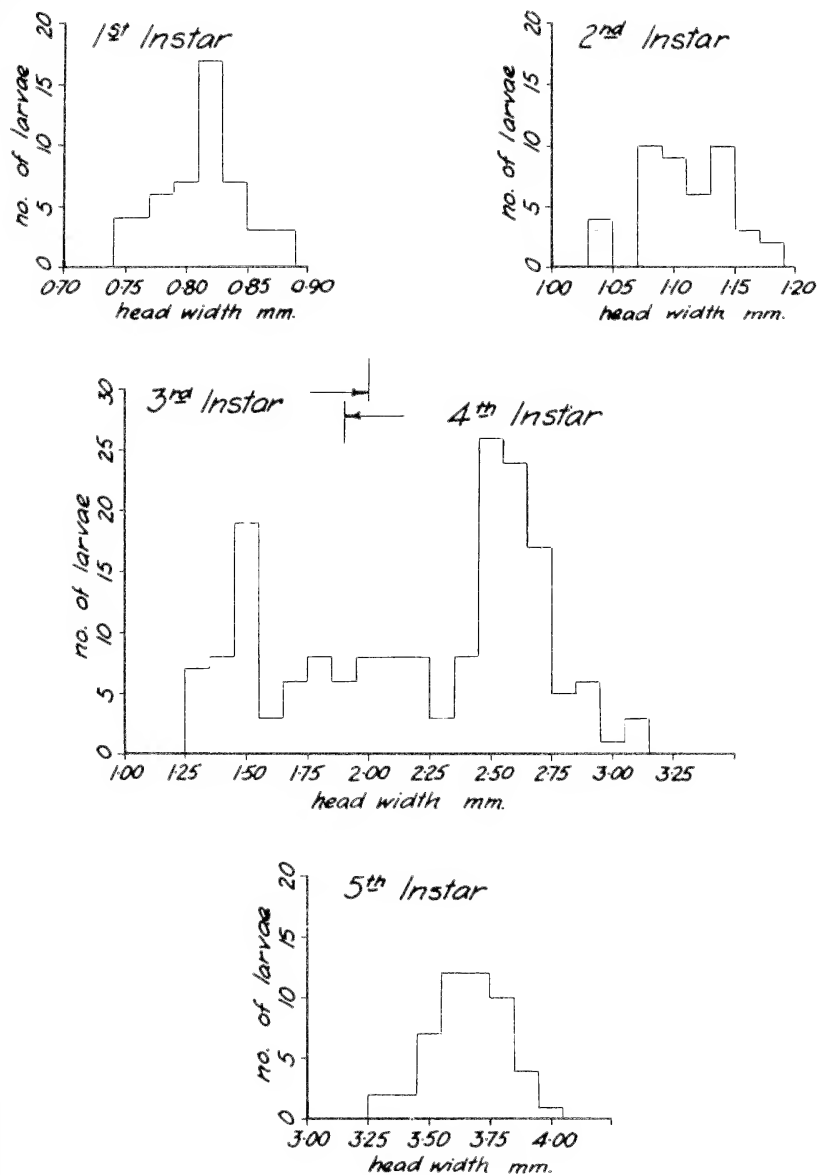 1st Instar
20
15
10
5
0
no. of larvae
0·70 0·75 0·80 0·85 0·90
head width mm.
2nd Instar
20
15
10
5
0
no. of larvae
1·00 1·05 1·10 1·15 1·20
head width mm.
3rd Instar
4th Instar
30
25
20
15
10
5
0
no. of larvae
1·00 1·25 1·50 1·75 2·00 2·25 2·50 2·75 3·00 3·25
head width mm.
5th Instar
20
15
10
5
0
no. of larvae
3·00 3·25 3·50 3·75 4·00
head width mm.